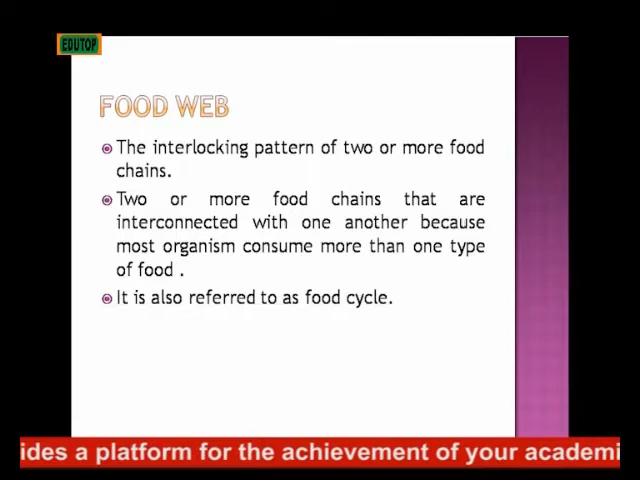 EDUTOP
FOOD WEB
The interlocking pattern of two or more food
chains.
Two or more food chains that are
interconnected with one another because
most organism consume more than one type
of food .
It is also referred to as food cycle.
ides a platform for the achievement of your academi